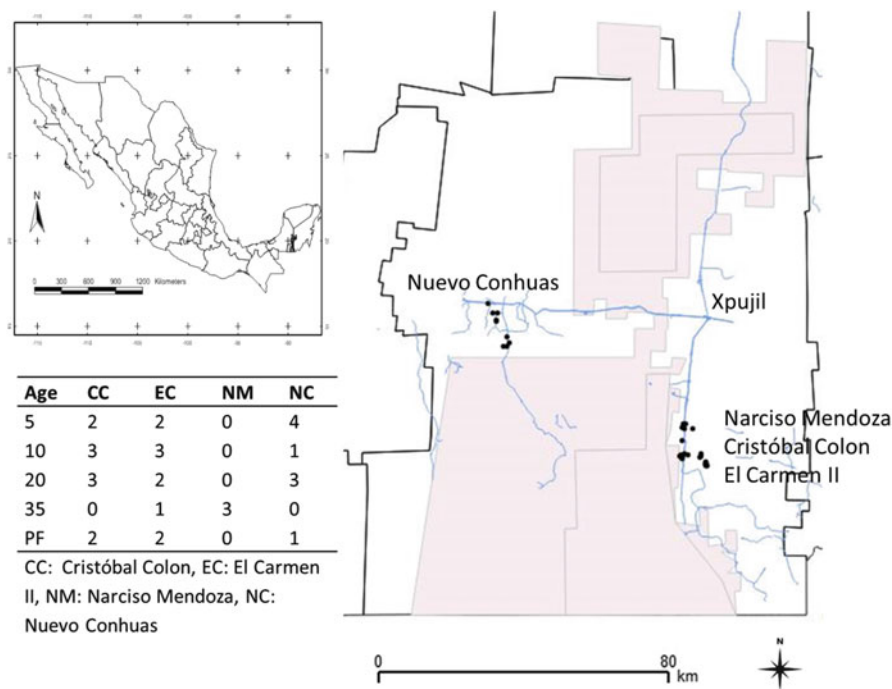 N
0 300 600 900 1200 Kilometers
Nuevo Conhuas
Xpujil
Narciso Mendoza
Cristóbal Colon
El Carmen II
Age CC EC NM NC
5 2 2 0 4
10 3 3 0 1
20 3 2 0 3
35 0 1 3 0
PF 2 2 0 1
CC: Cristóbal Colon, EC: El Carmen
II, NM: Narciso Mendoza, NC:
Nuevo Conhuas
0 80
km
N